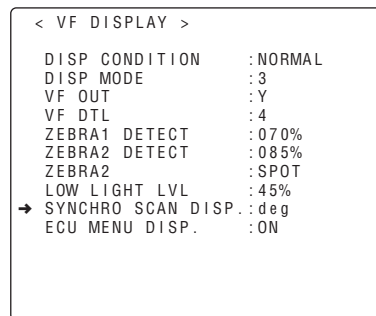 < VF DISPLAY >
DISP CONDITION :NORMAL
DISP MODE :3
VF OUT :Y
VF DTL :4
ZEBRA1 DETECT :070%
ZEBRA2 DETECT :085%
ZEBRA2 :SPOT
LOW LIGHT LVL :45%
➔ SYNCHRO SCAN DISP.:deg
ECU MENU DISP. :ON